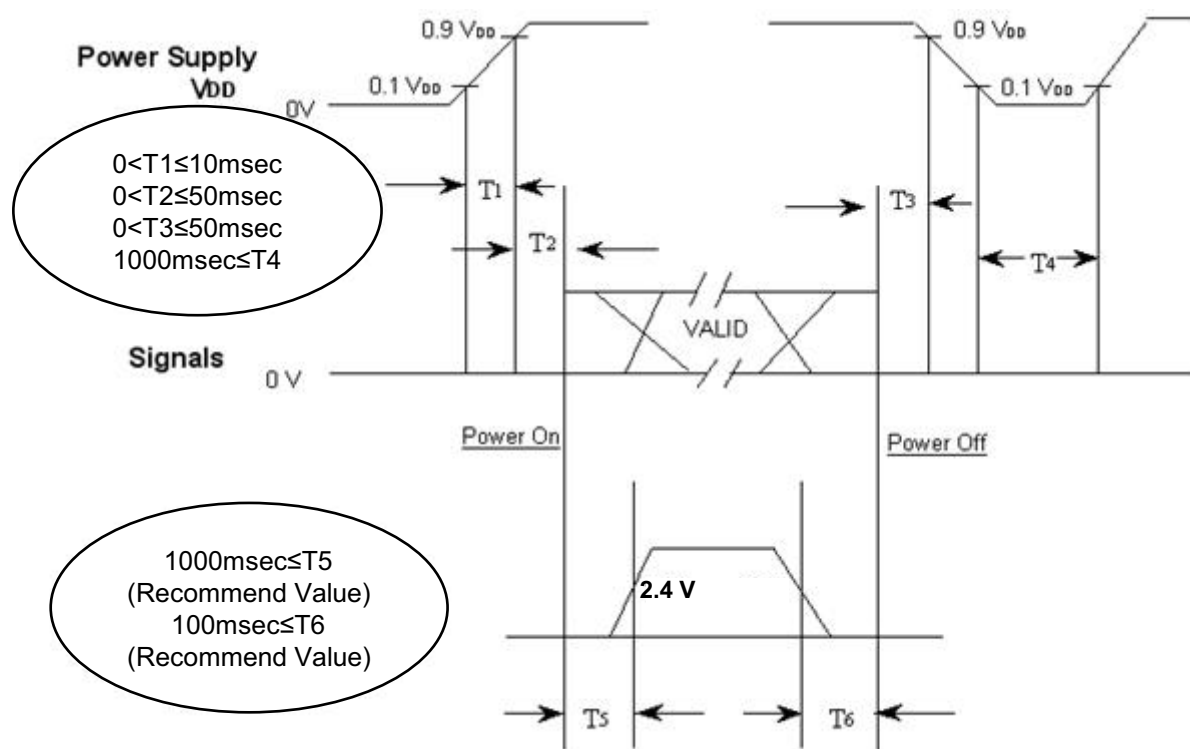 0.9 VDD
0.9 VDD
Power Supply
VDD
0.1 VDD
0.1 VDD
0V
0<T1≤10msec
0<T2≤50msec
0<T3≤50msec
1000msec≤T4
T1
T3
T2
T4
VALID
Signals
0 V
Power On
Power Off
1000msec≤T5
(Recommend Value)
100msec≤T6
(Recommend Value)
2.4 V
T5
T6